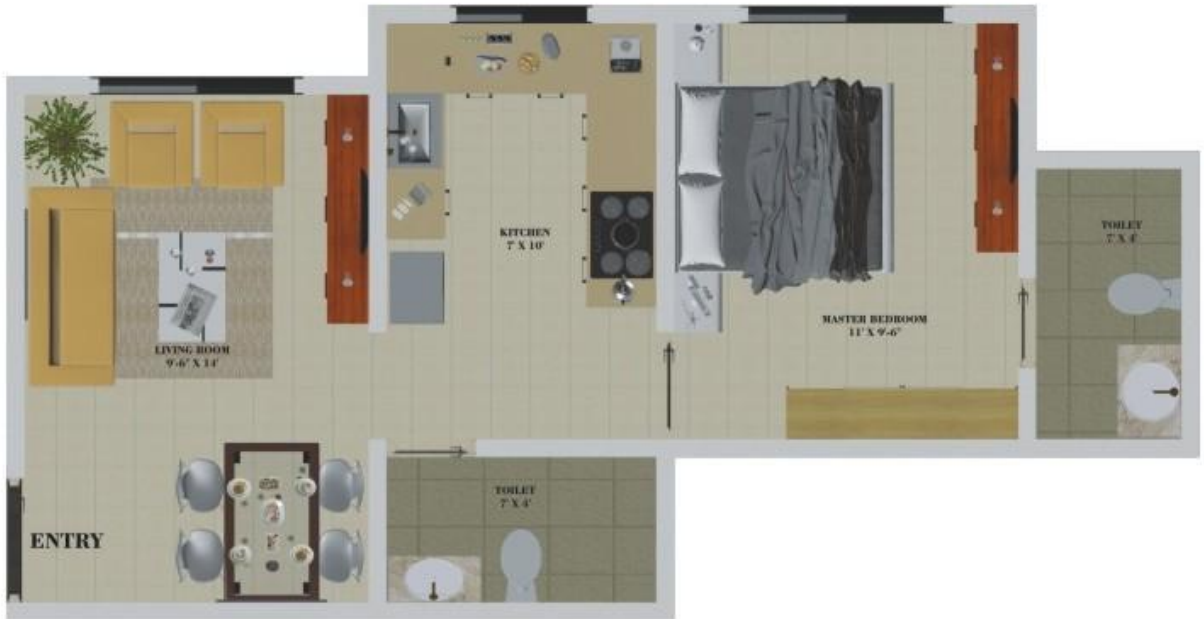 KITCHEN
7' X 10'
TOILET
7' X 4'
MASTER BEDROOM
11' X 9'-6"
LIVING ROOM
9'-6" X 14'
TOILET
7' X 4'
ENTRY